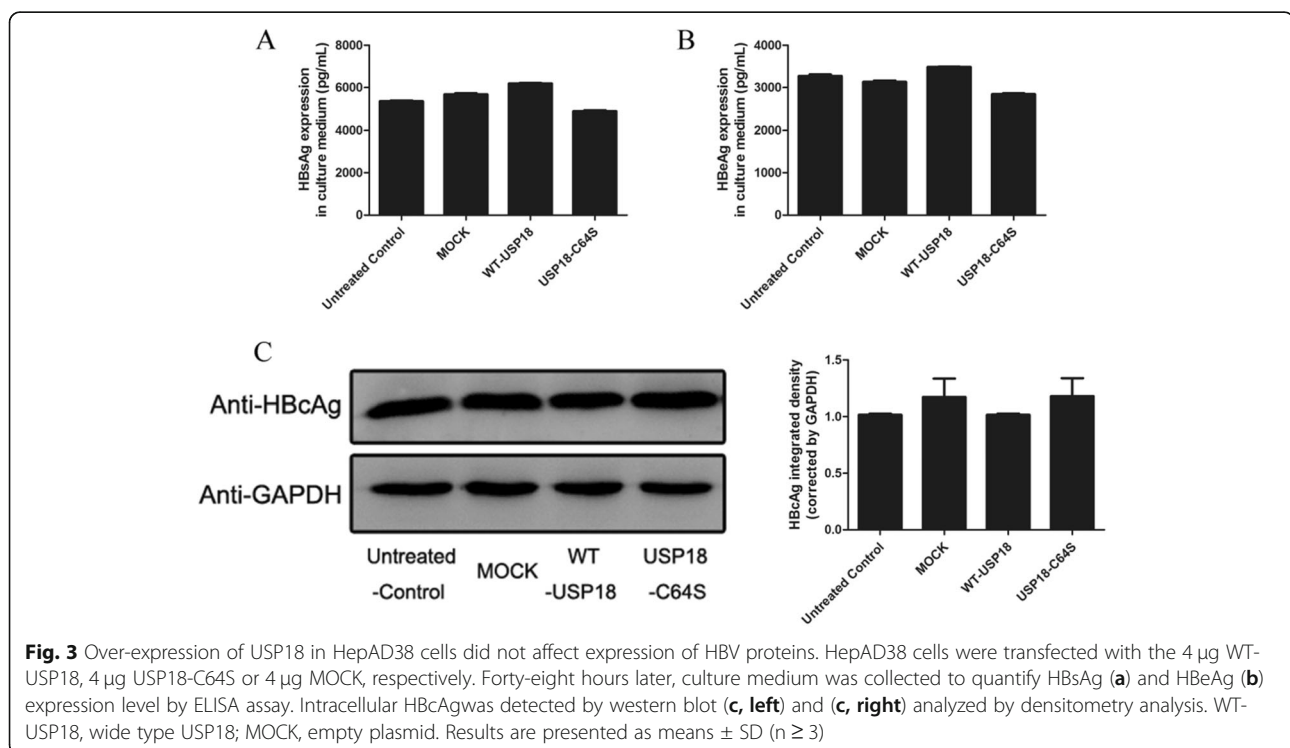 A
HBsAg expression
in culture medium (pg/mL)
8000
6000
4000
2000
0
Untreated Control
MOCK
WT-USP18
USP18-C64S
B
HBeAg expression
in culture medium (pg/mL)
4000
3000
2000
1000
0
Untreated Control
MOCK
WT-USP18
USP18-C64S
C
Anti-HBcAg
Anti-GAPDH
Untreated
-Control
MOCK
WT
-USP18
USP18
-C64S
HBcAg integrated density
(corrected by GAPDH)
1.5
1.0
0.5
0.0
Untreated Control
MOCK
WT-USP18
USP18-C64S
Fig. 3 Over-expression of USP18 in HepAD38 cells did not affect expression of HBV proteins. HepAD38 cells were transfected with the 4 μg WT-
USP18, 4 μg USP18-C64S or 4 μg MOCK, respectively. Forty-eight hours later, culture medium was collected to quantify HBsAg (a) and HBeAg (b)
expression level by ELISA assay. Intracellular HBcAgwas detected by western blot (c, left) and (c, right) analyzed by densitometry analysis. WT-
USP18, wide type USP18; MOCK, empty plasmid. Results are presented as means ± SD (n ≥ 3)